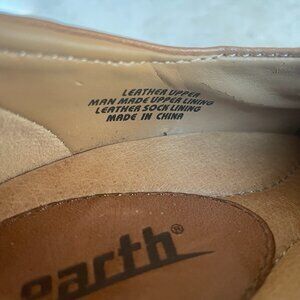 LEATHER UPPER
MAN MADE UPPER LINING
LEATHER SOCK LINING
MADE IN CHINA
earth®